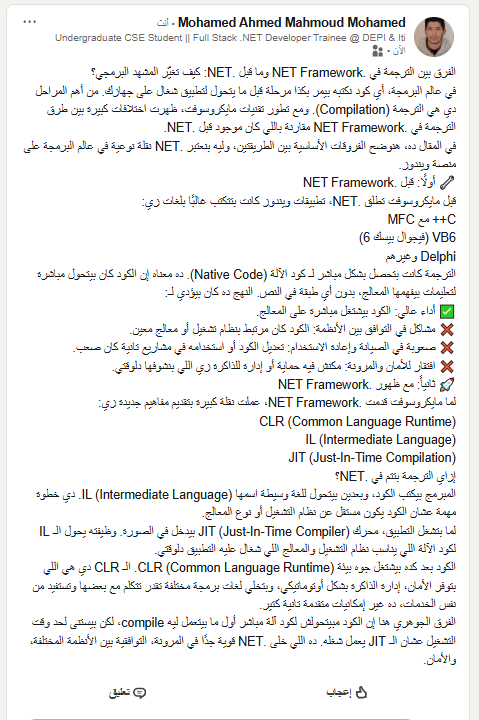 Mohamed Ahmed Mahmoud Mohamed • أنت
Undergraduate CSE Student || Full Stack .NET Developer Trainee @ DEPI & Iti
الآن •
الفرق بين الترجمة في .NET Framework وما قبل .NET: كيف تغيَّر المشهد البرمجي؟
في عالم البرمجة، أي كود نكتبه بيمر بكذا مرحلة قبل ما يتحول لتطبيق شغال على جهازك. من أهم المراحل
دي هي الترجمة (Compilation). ومع تطور تقنيات مايكروسوفت، ظهرت اختلافات كبيرة بين طرق
الترجمة في .NET Framework مقارنة باللي كان موجود قبل .NET.
في المقال ده، هنوضح الفروقات الأساسية بين الطريقتين، وليه بنعتبر .NET نقلة نوعية في عالم البرمجة على
منصة ويندوز.
🔧 أولًا: قبل .NET Framework
قبل مايكروسوفت تطلق .NET، تطبيقات ويندوز كانت بتتكتب غالبًا بلغات زي:
C++ مع MFC
VB6 (فيجوال بيسك 6)
Delphi وغيرهم
الترجمة كانت بتحصل بشكل مباشر لـ كود الآلة (Native Code). ده معناه إن الكود كان بيتحول مباشرة
لتعليمات بيفهمها المعالج، بدون أي طبقة في النص. النهج ده كان بيؤدي لـ:
✅ أداء عالي: الكود بيشتغل مباشرة على المعالج.
❌ مشاكل في التوافق بين الأنظمة: الكود كان مرتبط بنظام تشغيل أو معالج معين.
❌ صعوبة في الصيانة وإعادة الاستخدام: تعديل الكود أو استخدامه في مشاريع تانية كان صعب.
❌ افتقار للأمان والمرونة: مكنش فيه حماية أو إدارة للذاكرة زي اللي بنشوفها دلوقتي.
🚀 ثانياً: مع ظهور .NET Framework
لما مايكروسوفت قدمت .NET Framework، عملت نقلة كبيرة بتقديم مفاهيم جديدة زي:
CLR (Common Language Runtime)
IL (Intermediate Language)
JIT (Just-In-Time Compilation)
إزاي الترجمة بتتم في .NET؟
المبرمج بيكتب الكود، وبعدين بيتحول للغة وسيطة اسمها IL (Intermediate Language). دي خطوة
مهمة عشان الكود يكون مستقل عن نظام التشغيل أو نوع المعالج.
لما بتشغل التطبيق، محرك JIT (Just-In-Time Compiler) بيدخل في الصورة. وظيفته يحول الـ IL
لكود الآلة اللي يناسب نظام التشغيل والمعالج اللي شغال عليه التطبيق دلوقتي.
الكود بعد كده بيشتغل جوه بيئة CLR (Common Language Runtime). الـ CLR دي هي اللي
بتوفر الأمان، إدارة الذاكرة بشكل أوتوماتيكي، وبتخلي لغات برمجة مختلفة تقدر تتكلم مع بعضها وتستفيد من
نفس الخدمات، ده غير إمكانيات متقدمة تانية كتير.
الفرق الجوهري هنا إن الكود مبيتحولش لكود آلة مباشر أول ما بيتعمل ليه compile، لكن بيستنى لحد وقت
التشغيل عشان الـ JIT يعمل شغله. ده اللي خلى .NET قوية جدًا في المرونة، التوافقية بين الأنظمة المختلفة،
والأمان.
إعجاب
تعليق